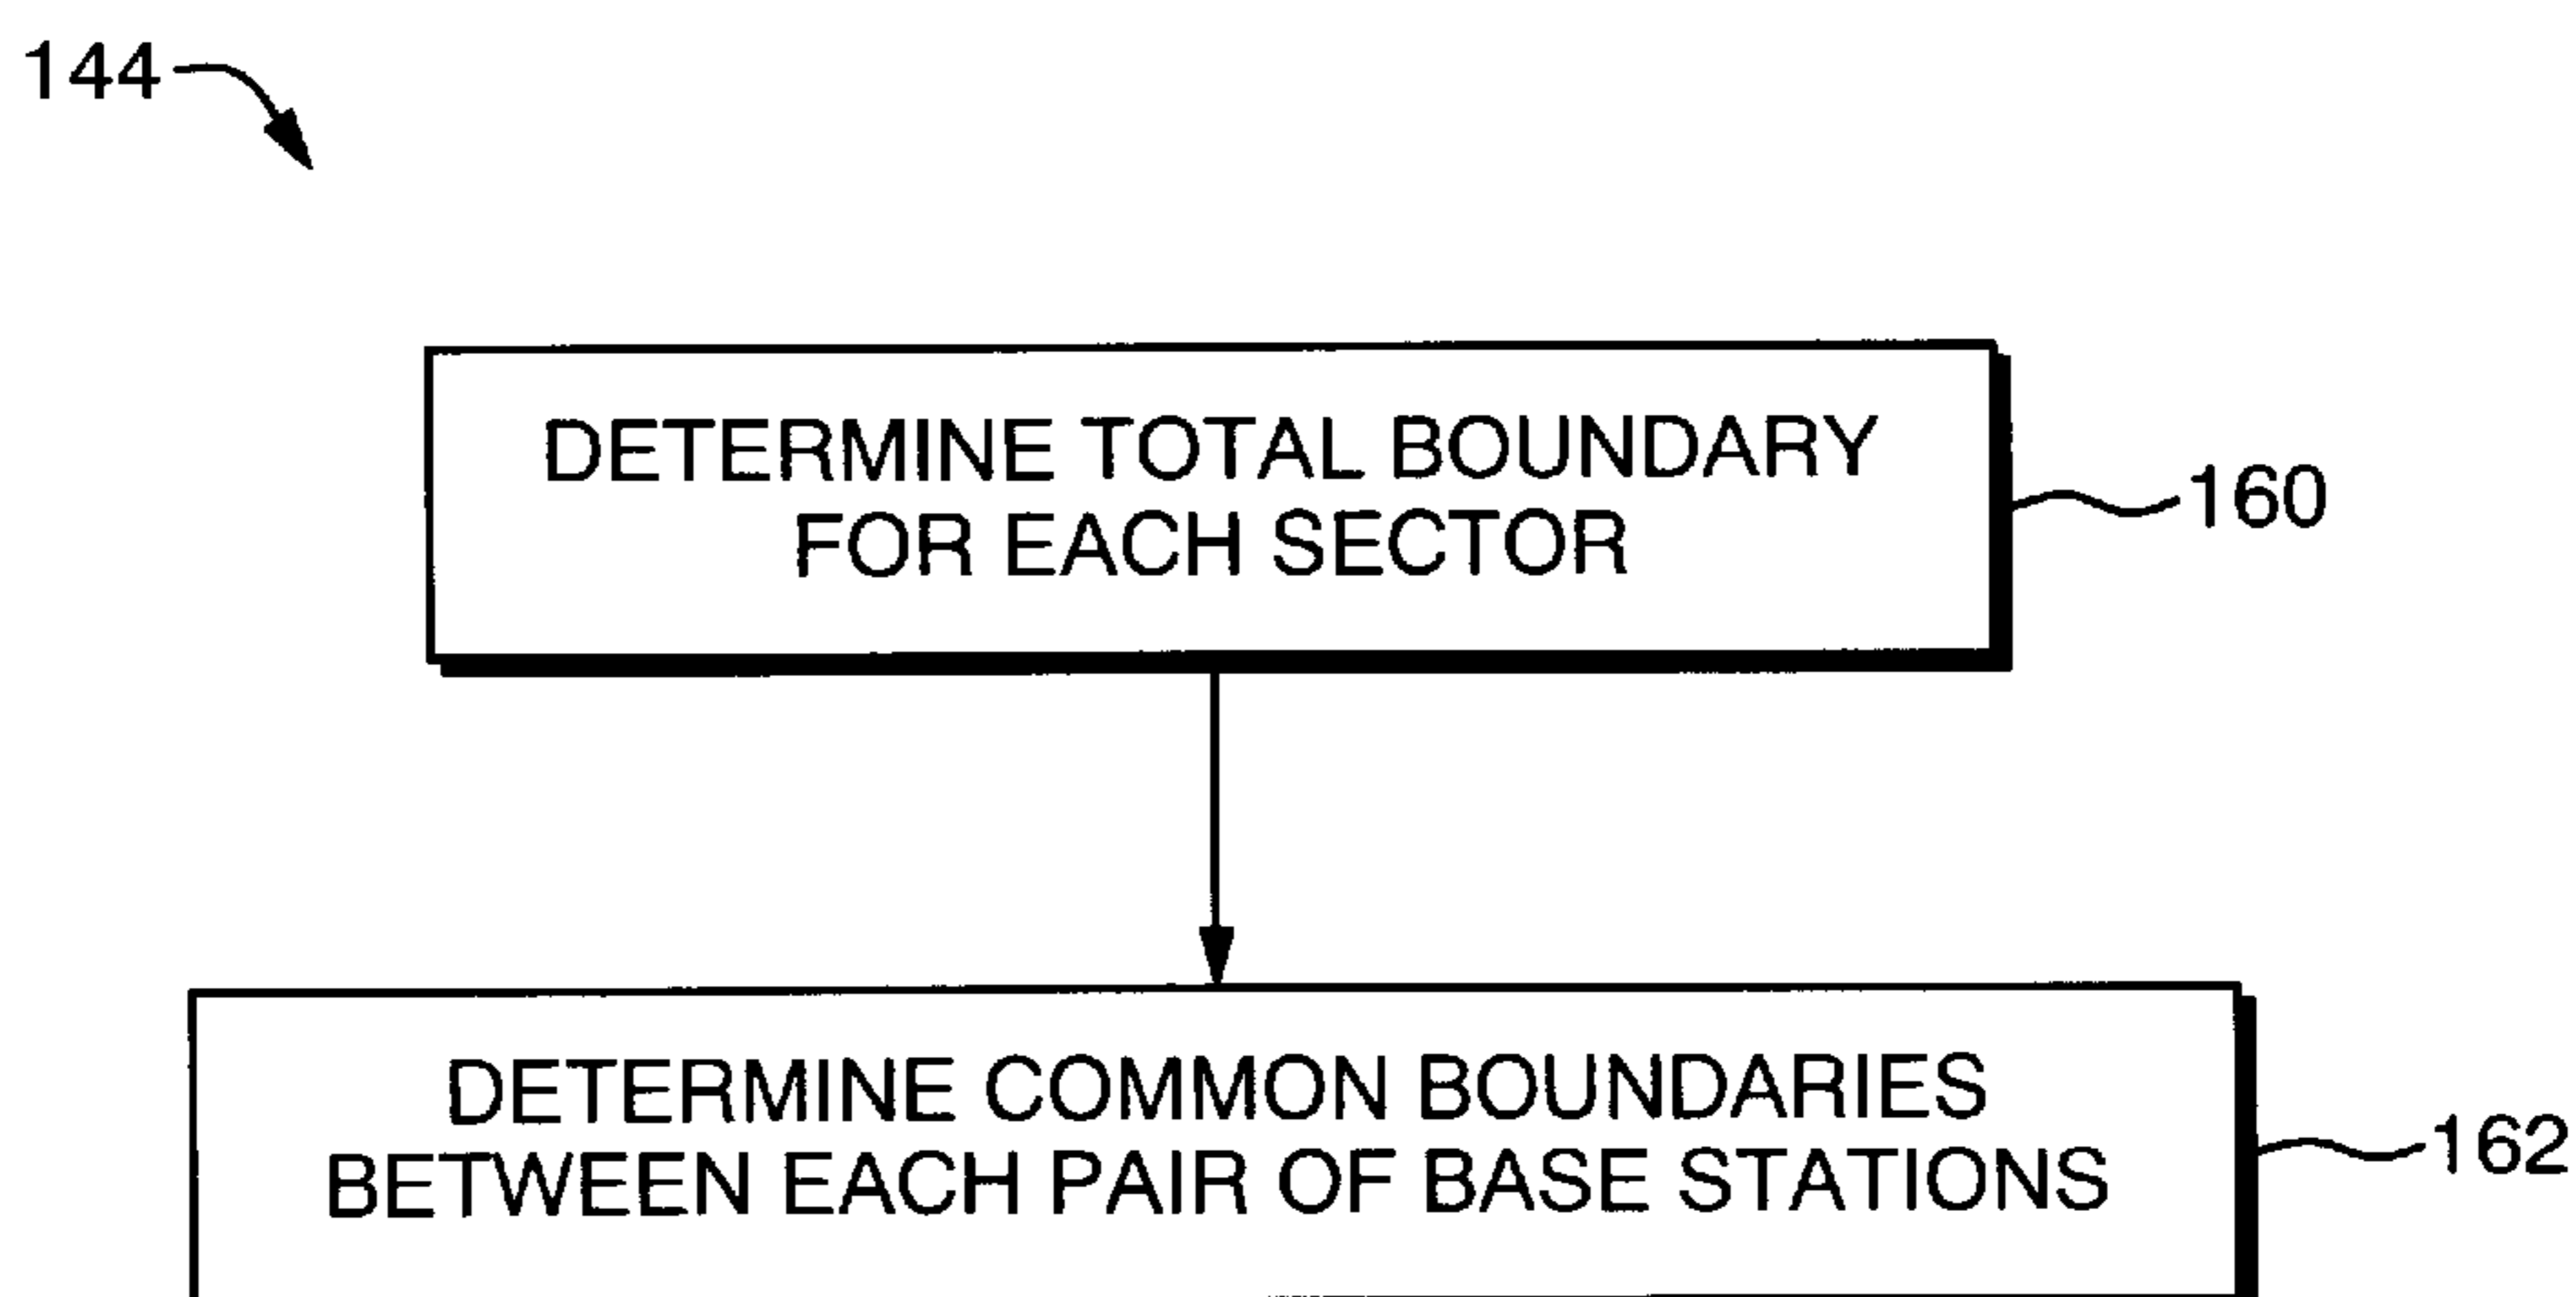 144
DETERMINE TOTAL BOUNDARY
FOR EACH SECTOR
160
DETERMINE COMMON BOUNDARIES
BETWEEN EACH PAIR OF BASE STATIONS
162